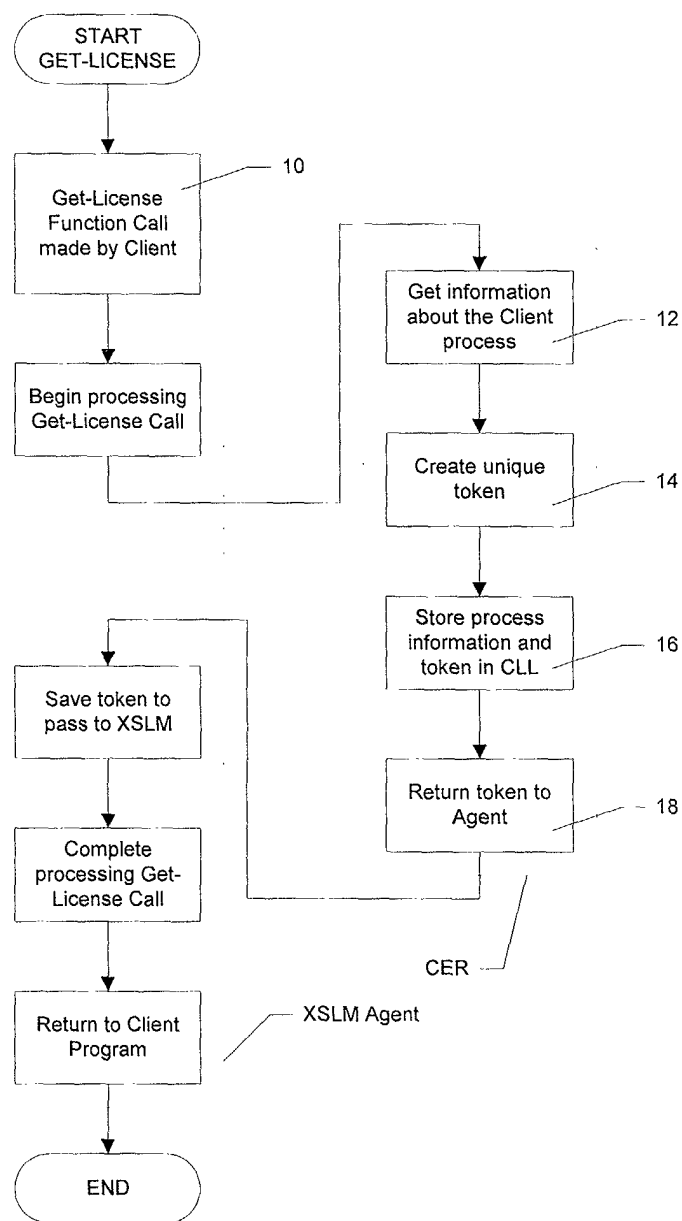 START
GET-LICENSE
10
Get-License
Function Call
made by Client
Begin processing
Get-License Call
Get information
about the Client
process
12
Create unique
token
14
Store process
information and
token in CLL
16
Return token to
Agent
18
CER
Save token to
pass to XSLM
Complete
processing Get-
License Call
Return to Client
Program
XSLM Agent
END